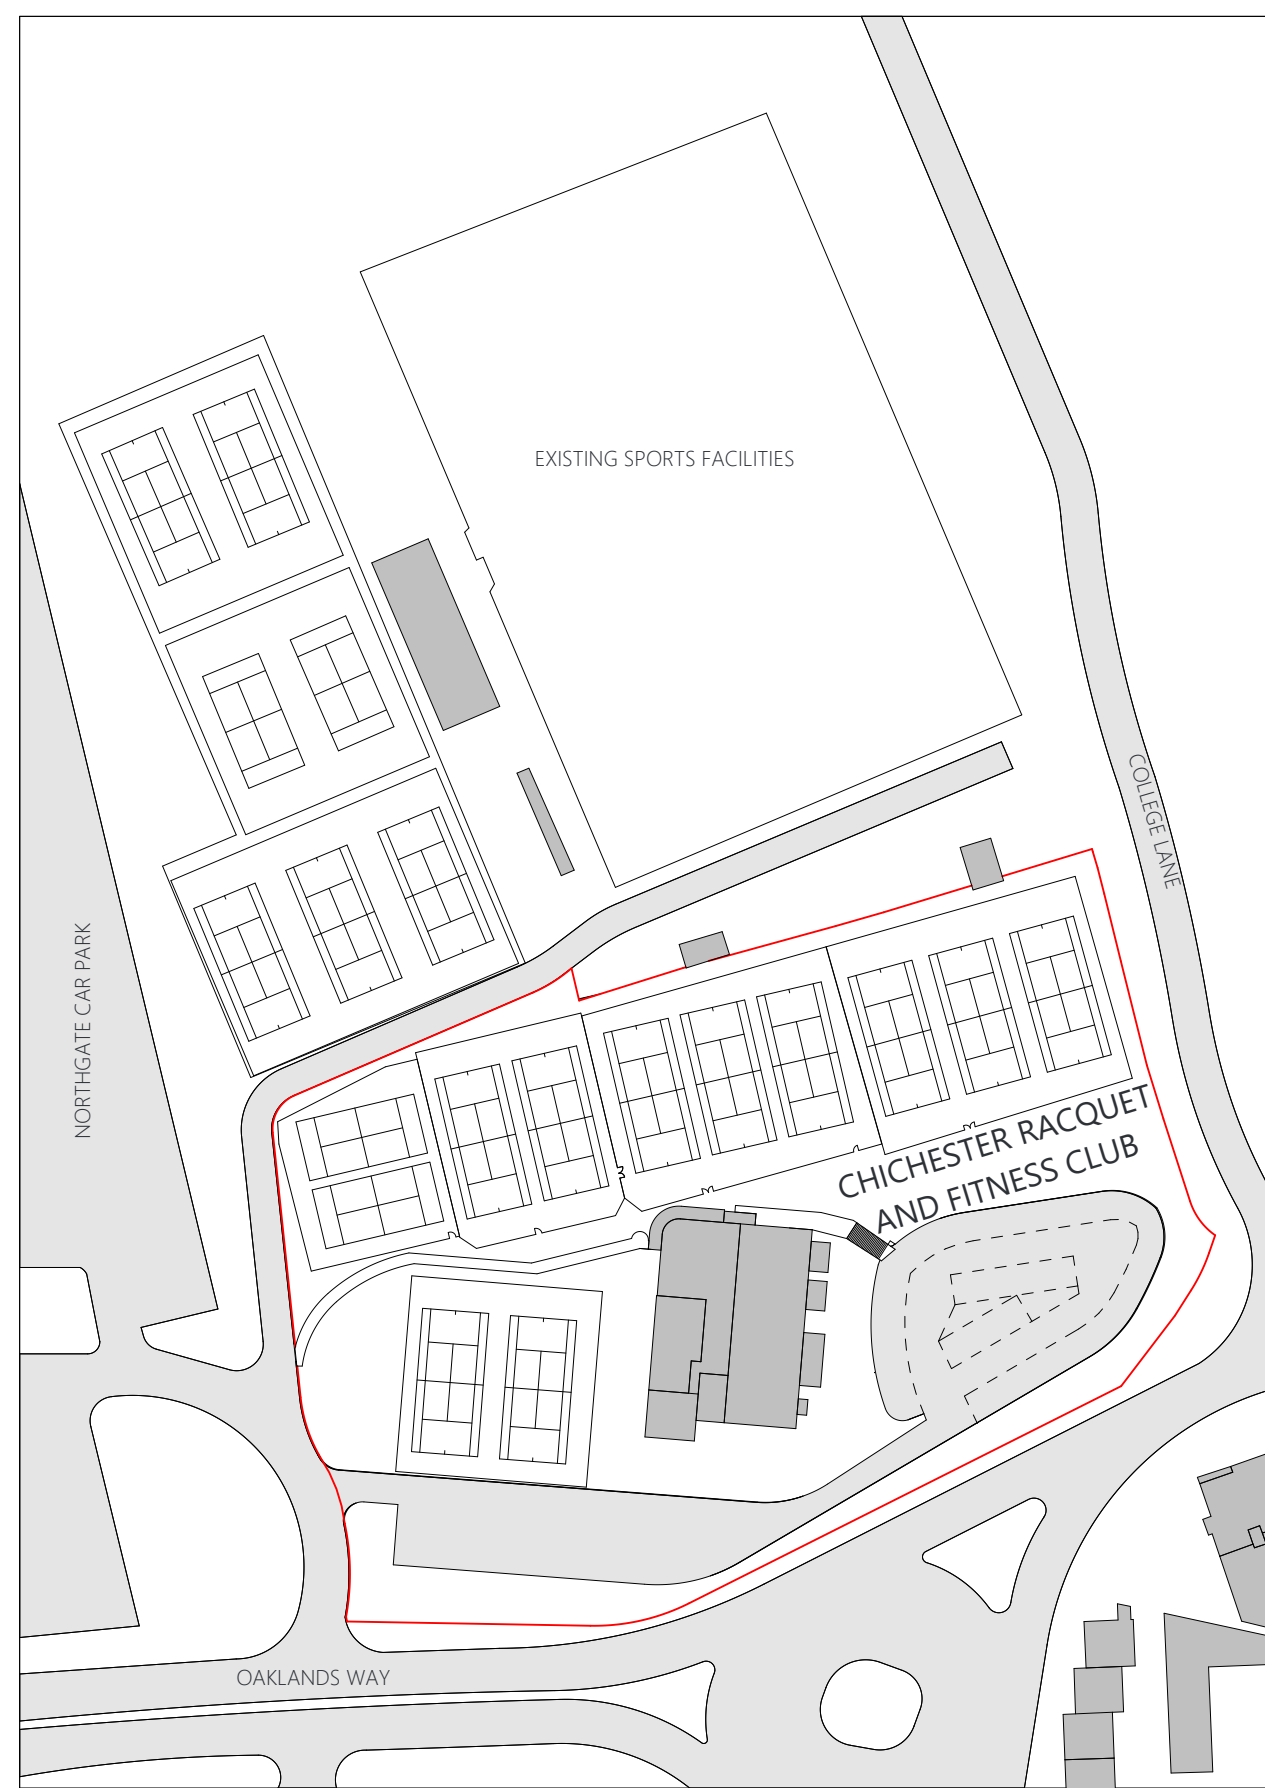 EXISTING SPORTS FACILITIES
COLLEGE LANE
NORTHGATE CAR PARK
CHICHESTER RACQUET
AND FITNESS CLUB
OAKLANDS WAY